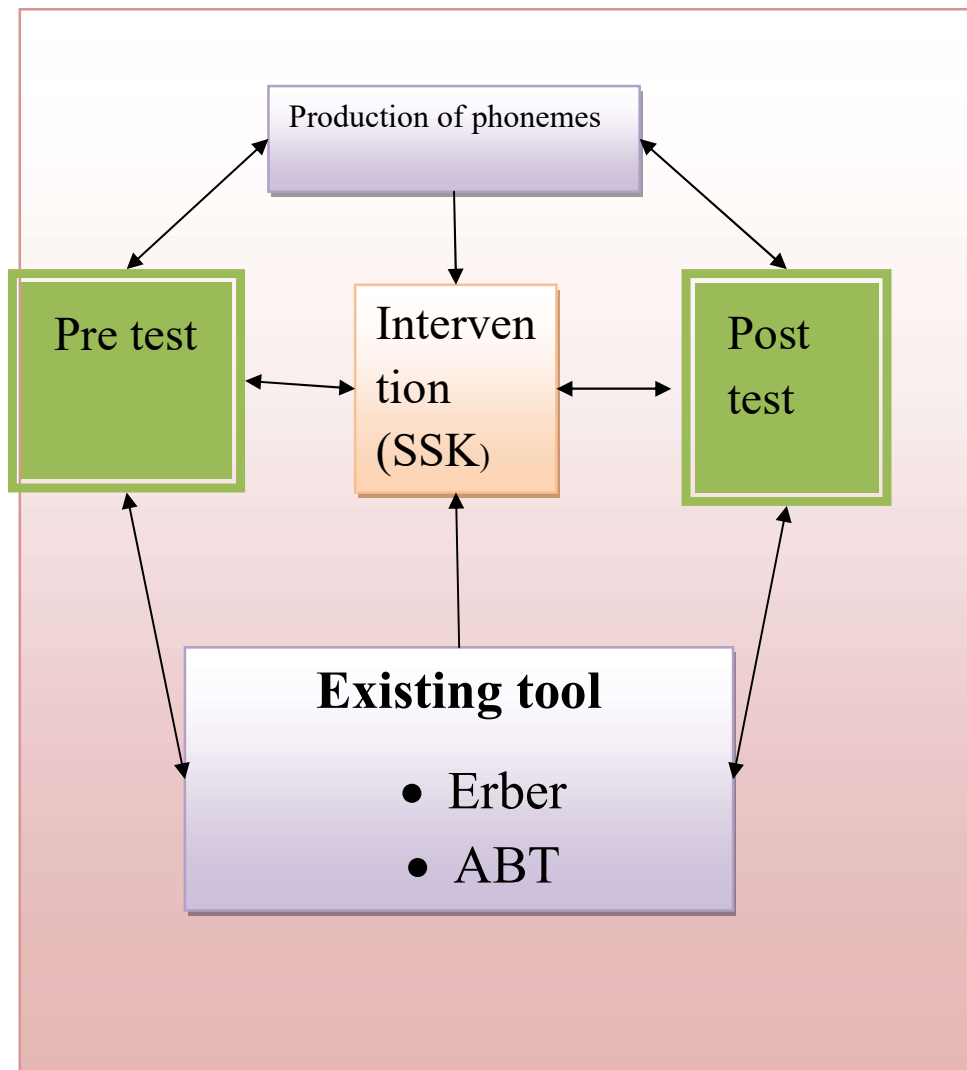 Production of phonemes
Pre test
Interven
tion
(SSK)
Post
test
Existing tool
• Erber
• ABT